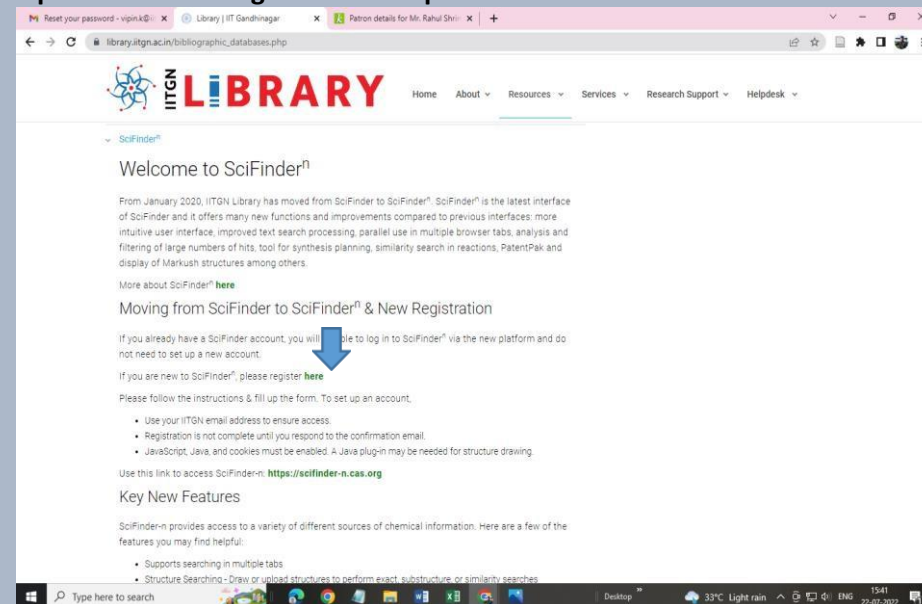 Reset your password - vipin.k@ii
Library | IIT Gandhinagar
Patron details for Mr. Rahul Shrin
library.iitgn.ac.in/bibliographic_databases.php
IITGN LIBRARY
Home About Resources Services Research Support Helpdesk
SciFinderⁿ
Welcome to SciFinderⁿ
From January 2020, IITGN Library has moved from SciFinder to SciFinderⁿ. SciFinderⁿ is the latest interface
of SciFinder and it offers many new functions and improvements compared to previous interfaces: more
intuitive user interface, improved text search processing, parallel use in multiple browser tabs, analysis and
filtering of large numbers of hits, tool for synthesis planning, similarity search in reactions, PatentPak and
display of Markush structures among others.
More about SciFinderⁿ here
Moving from SciFinder to SciFinderⁿ & New Registration
If you already have a SciFinder account, you will ble to log in to SciFinderⁿ via the new platform and do
not need to set up a new account.
If you are new to SciFInderⁿ, please register here
Please follow the instructions & fill up the form. To set up an account,
• Use your IITGN email address to ensure access.
• Registration is not complete until you respond to the confirmation email.
• JavaScript, Java, and cookies must be enabled. A Java plug-in may be needed for structure drawing.
Use this link to access SciFinder-n: https://scifinder-n.cas.org
Key New Features
SciFinder-n provides access to a variety of different sources of chemical information. Here are a few of the
features you may find helpful:
• Supports searching in multiple tabs
• Structure Searching - Draw or upload structures to perform exact, substructure, or similarity searches
Type here to search
Desktop
33°C Light rain
ENG
15:41
22-07-2022